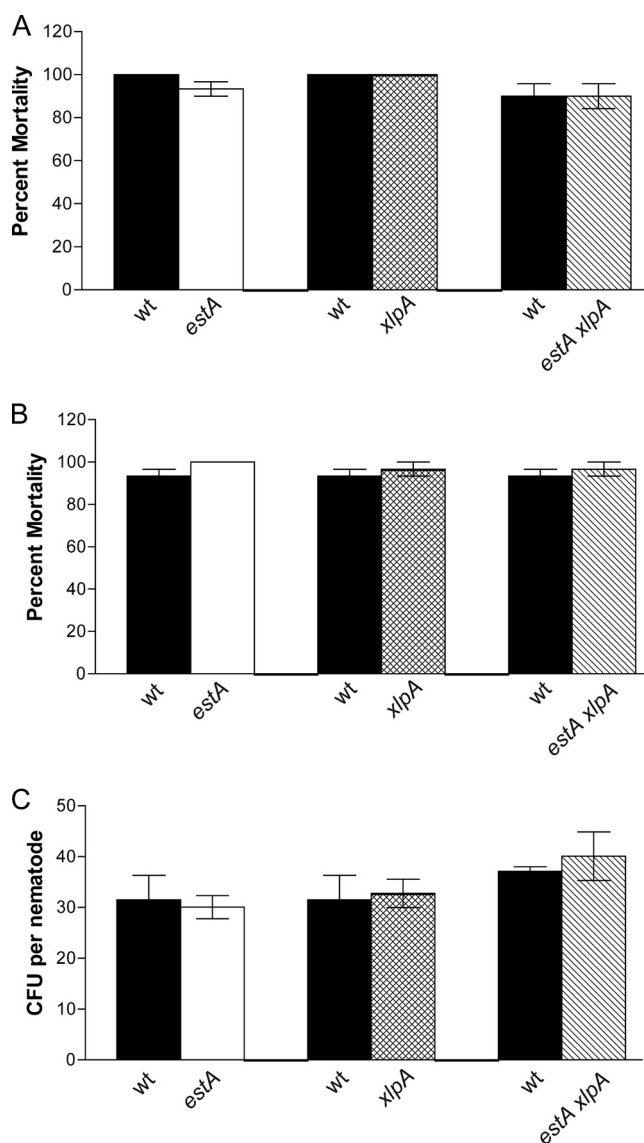 A
Percent Mortality
120
100
80
60
40
20
0
wt
estA
wt
xlpA
wt
estA xlpA
B
Percent Mortality
120
100
80
60
40
20
0
wt
estA
wt
xlpA
wt
estA xlpA
C
CFU per nematode
50
40
30
20
10
0
wt
estA
wt
xlpA
wt
estA xlpA